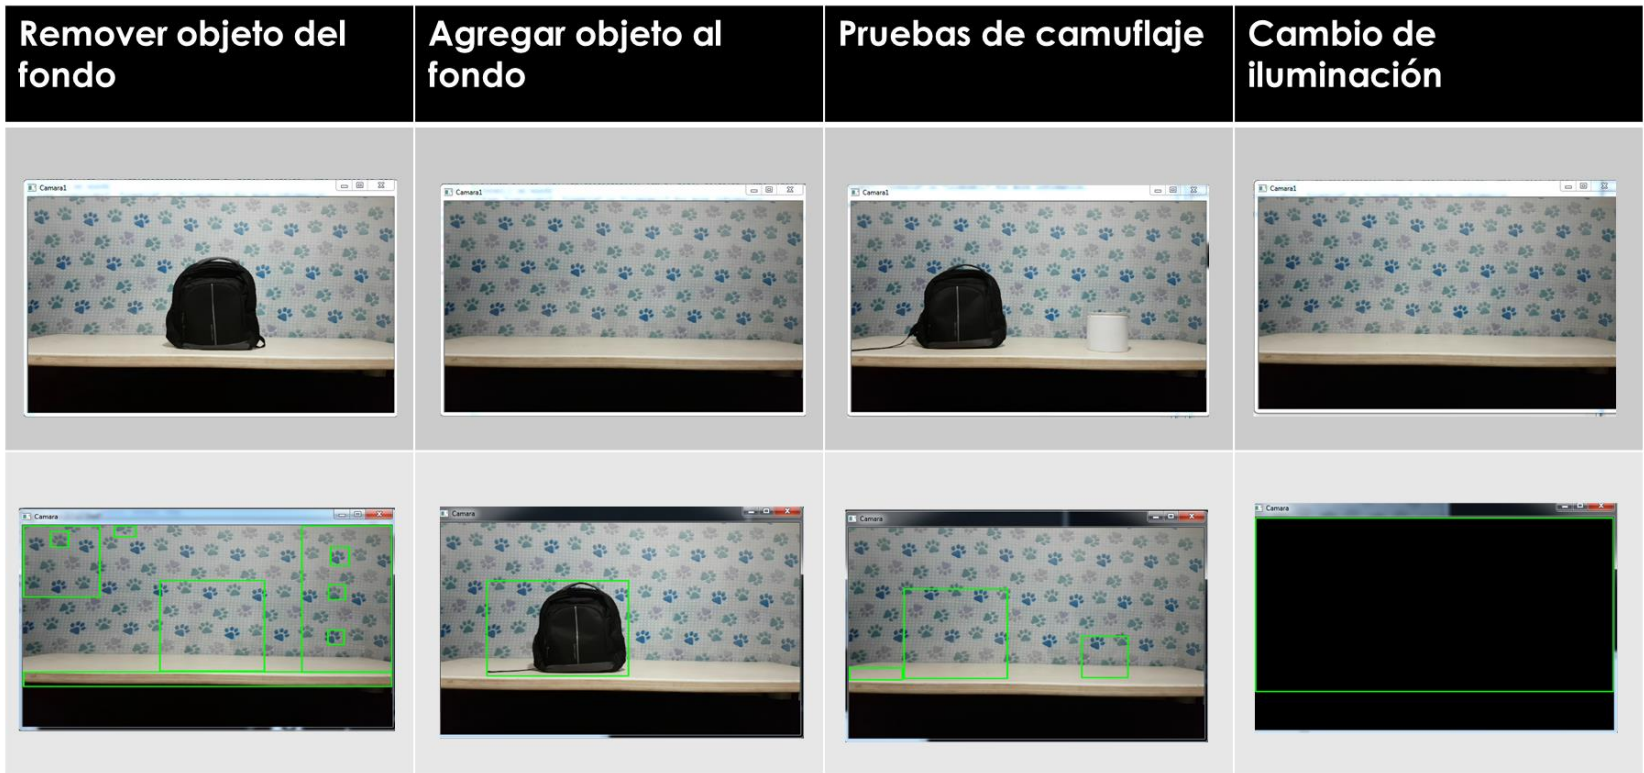 Remover objeto del
fondo
Agregar objeto al
fondo
Pruebas de camuflaje
Cambio de
iluminación
Camara1
Camara1
Camara1
Camara1
Camara
Camara
Camara
Camara